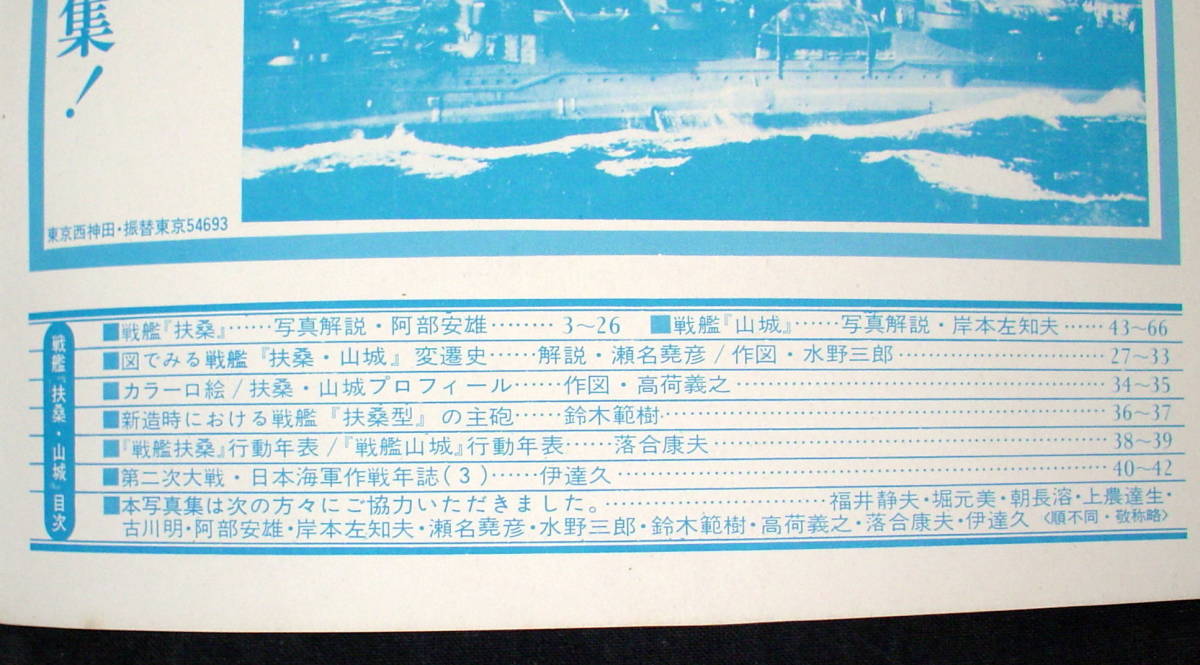 集!
東京西神田・振替東京54693
戦艦『扶桑・山城』目次
■戦艦『扶桑』……写真解説・阿部安雄………3〜26 ■戦艦『山城』……写真解説・岸本左知夫……43〜66
■図でみる戦艦『扶桑・山城』変遷史……解説・瀬名堯彦/作図・水野三郎……27〜33
■カラー口絵/扶桑・山城プロフィール……作図・高荷義之……34〜35
■新造時における戦艦『扶桑型』の主砲……鈴木範樹……36〜37
■『戦艦扶桑』行動年表/『戦艦山城』行動年表……落合康夫……38〜39
■第二次大戦・日本海軍作戦年誌(3)……伊達久……40〜42
■本写真集は次の方々にご協力いただきました。……福井静夫・堀元美・朝長溶・上農達生・
古川明・阿部安雄・岸本左知夫・瀬名堯彦・水野三郎・鈴木範樹・高荷義之・落合康夫・伊達久〈順不同・敬称略〉